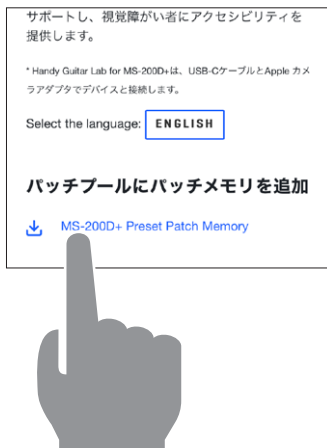 サポートし、視覚障がい者にアクセシビリティを
提供します。
* Handy Guitar Lab for MS-200D+は、USB-CケーブルとApple カメ
ラアダプタでデバイスと接続します。
Select the language: ENGLISH
パッチプールにパッチメモリを追加
MS-200D+ Preset Patch Memory